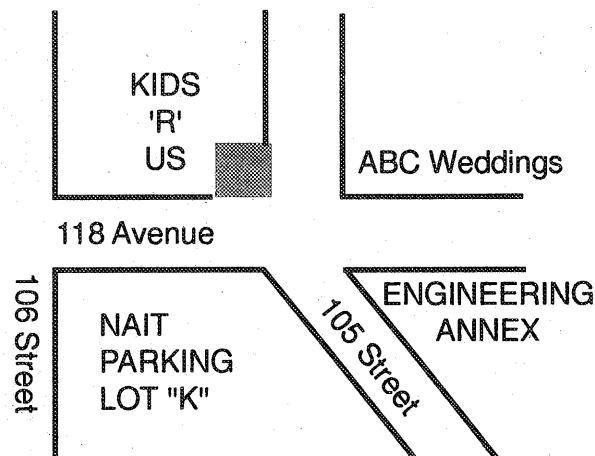 KIDS
'R'
US
ABC Weddings
118 Avenue
106 Street
NAIT
PARKING
LOT "K"
105 Street
ENGINEERING
ANNEX